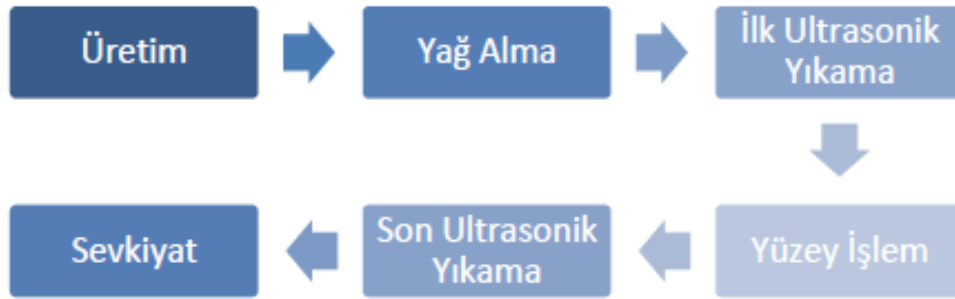 Üretim
Yağ Alma
İlk Ultrasonik
Yıkama
Yüzey İşlem
Son Ultrasonik
Yıkama
Sevkiyat